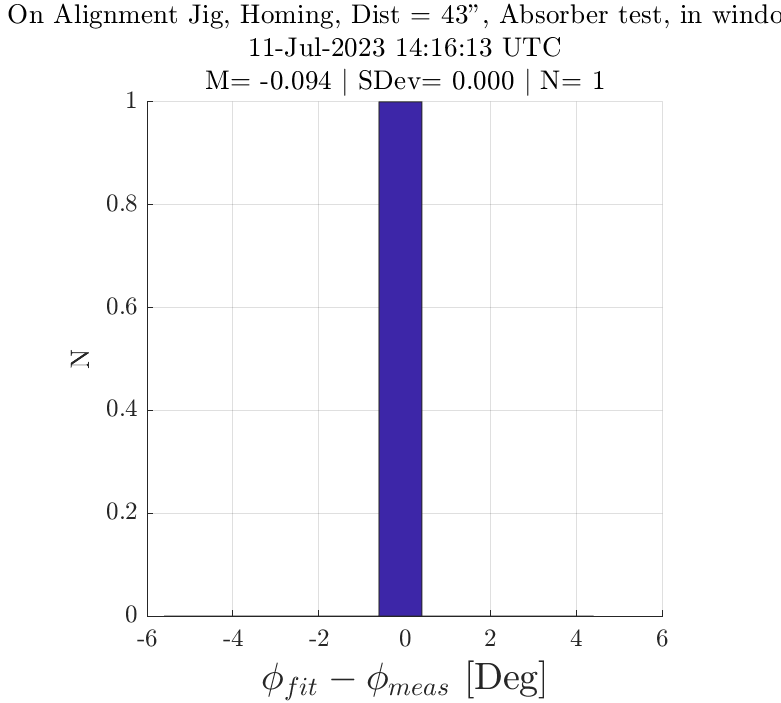 On Alignment Jig, Homing, Dist = 43”, Absorber test, in windo
11-Jul-2023 14:16:13 UTC
M= -0.094 | SDev= 0.000 | N= 1
1
0.8
0.6
0.4
0.2
0
N
-6 -4 -2 0 2 4 6
ϕfit − ϕmeas [Deg]